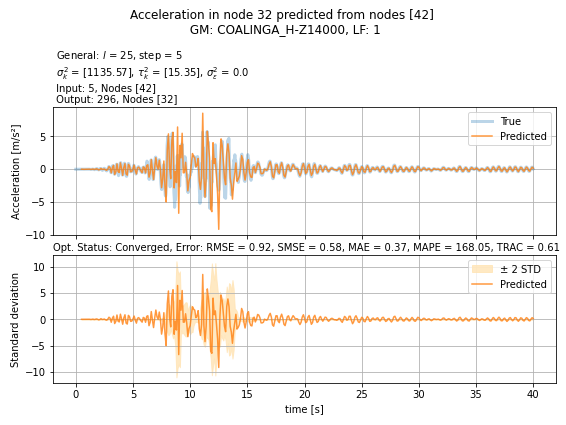 Acceleration in node 32 predicted from nodes [42]
GM: COALINGA_H-Z14000, LF: 1
General: l = 25, step = 5
σ²ₖ = [1135.57], τ²ₖ = [15.35], σ²ε = 0.0
Input: 5, Nodes [42]
Output: 296, Nodes [32]
Acceleration [m/s²]
5
0
−5
−10
True
Predicted
Opt. Status: Converged, Error: RMSE = 0.92, SMSE = 0.58, MAE = 0.37, MAPE = 168.05, TRAC = 0.61
Standard deviation
10
5
0
−5
−10
± 2 STD
Predicted
0 5 10 15 20 25 30 35 40
time [s]